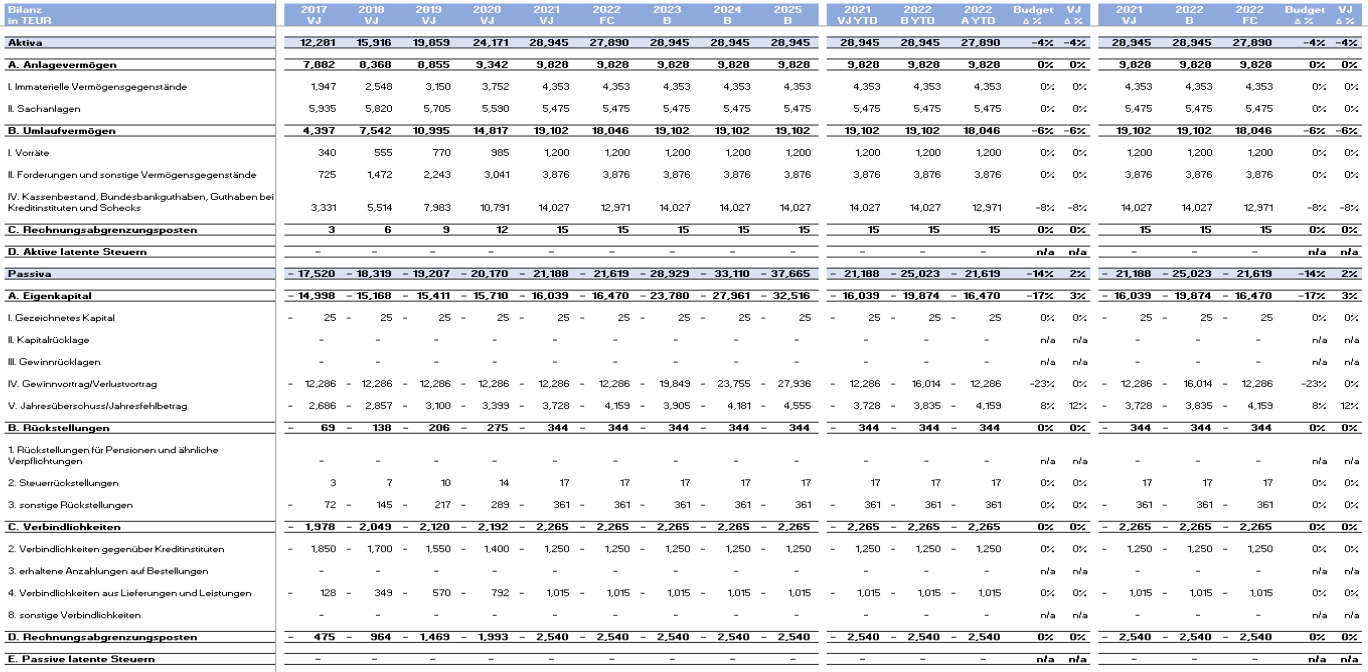 Bilanz 2017 2018 2019 2020 2021 2022 2023 2024 2025 2021 2022 2022 Budget VJ 2021 2022 2022 Budget VJ
in TEUR VJ VJ VJ VJ VJ FC B B B VJ YTD B YTD A YTD Δ % Δ % VJ B FC Δ % Δ %
Aktiva 12,281 15,916 19,859 24,171 28,945 27,890 28,945 28,945 28,945 28,945 28,945 27,890 -4% -4% 28,945 28,945 27,890 -4% -4%
A. Anlagevermögen 7,882 8,368 8,855 9,342 9,828 9,828 9,828 9,828 9,828 9,828 9,828 9,828 0% 0% 9,828 9,828 9,828 0% 0%
I. Immaterielle Vermögensgegenstände 1,947 2,548 3,150 3,752 4,353 4,353 4,353 4,353 4,353 4,353 4,353 4,353 0% 0% 4,353 4,353 4,353 0% 0%
II. Sachanlagen 5,935 5,820 5,705 5,590 5,475 5,475 5,475 5,475 5,475 5,475 5,475 5,475 0% 0% 5,475 5,475 5,475 0% 0%
B. Umlaufvermögen 4,397 7,542 10,995 14,817 19,102 18,046 19,102 19,102 19,102 19,102 19,102 18,046 -6% -6% 19,102 19,102 18,046 -6% -6%
I. Vorräte 340 555 770 985 1,200 1,200 1,200 1,200 1,200 1,200 1,200 1,200 0% 0% 1,200 1,200 1,200 0% 0%
II. Forderungen und sonstige Vermögensgegenstände 725 1,472 2,243 3,041 3,876 3,876 3,876 3,876 3,876 3,876 3,876 3,876 0% 0% 3,876 3,876 3,876 0% 0%
IV. Kassenbestand, Bundesbankguthaben, Guthaben bei
Kreditinstituten und Schecks 3,331 5,514 7,983 10,791 14,027 12,971 14,027 14,027 14,027 14,027 14,027 12,971 -8% -8% 14,027 14,027 12,971 -8% -8%
C. Rechnungsabgrenzungsposten 3 6 9 12 15 15 15 15 15 15 15 15 0% 0% 15 15 15 0% 0%
D. Aktive latente Steuern - - - - - - - - - - - - n/a n/a - - - n/a n/a
Passiva - 17,520 - 18,319 - 19,207 - 20,170 - 21,188 - 21,619 - 28,929 - 33,110 - 37,665 - 21,188 - 25,023 - 21,619 -14% 2% - 21,188 - 25,023 - 21,619 -14% 2%
A. Eigenkapital - 14,998 - 15,168 - 15,411 - 15,710 - 16,039 - 16,470 - 23,780 - 27,961 - 32,516 - 16,039 - 19,874 - 16,470 -17% 3% - 16,039 - 19,874 - 16,470 -17% 3%
I. Gezeichnetes Kapital - 25 - 25 - 25 - 25 - 25 - 25 - 25 - 25 - 25 - 25 - 25 - 25 0% 0% - 25 - 25 - 25 0% 0%
II. Kapitalrücklage - - - - - - - - - - - - n/a n/a - - - n/a n/a
III. Gewinnrücklagen - - - - - - - - - - - - n/a n/a - - - n/a n/a
IV. Gewinnvortrag/Verlustvortrag - 12,286 - 12,286 - 12,286 - 12,286 - 12,286 - 12,286 - 19,849 - 23,755 - 27,936 - 12,286 - 16,014 - 12,286 -23% 0% - 12,286 - 16,014 - 12,286 -23% 0%
V. Jahresüberschuss/Jahresfehlbetrag - 2,686 - 2,857 - 3,100 - 3,399 - 3,728 - 4,159 - 3,905 - 4,181 - 4,555 - 3,728 - 3,835 - 4,159 8% 12% - 3,728 - 3,835 - 4,159 8% 12%
B. Rückstellungen - 69 - 138 - 206 - 275 - 344 - 344 - 344 - 344 - 344 - 344 - 344 - 344 0% 0% - 344 - 344 - 344 0% 0%
1. Rückstellungen für Pensionen und ähnliche
Verpflichtungen - - - - - - - - - - - - n/a n/a - - - n/a n/a
2. Steuerrückstellungen 3 7 10 14 17 17 17 17 17 17 17 17 0% 0% 17 17 17 0% 0%
3. sonstige Rückstellungen - 72 - 145 - 217 - 289 - 361 - 361 - 361 - 361 - 361 - 361 - 361 - 361 0% 0% - 361 - 361 - 361 0% 0%
C. Verbindlichkeiten - 1,978 - 2,049 - 2,120 - 2,192 - 2,265 - 2,265 - 2,265 - 2,265 - 2,265 - 2,265 - 2,265 - 2,265 0% 0% - 2,265 - 2,265 - 2,265 0% 0%
2. Verbindlichkeiten gegenüber Kreditinstituten - 1,850 - 1,700 - 1,550 - 1,400 - 1,250 - 1,250 - 1,250 - 1,250 - 1,250 - 1,250 - 1,250 - 1,250 0% 0% - 1,250 - 1,250 - 1,250 0% 0%
3. erhaltene Anzahlungen auf Bestellungen - - - - - - - - - - - - n/a n/a - - - n/a n/a
4. Verbindlichkeiten aus Lieferungen und Leistungen - 128 - 349 - 570 - 792 - 1,015 - 1,015 - 1,015 - 1,015 - 1,015 - 1,015 - 1,015 - 1,015 0% 0% - 1,015 - 1,015 - 1,015 0% 0%
8. sonstige Verbindlichkeiten - - - - - - - - - - - - n/a n/a - - - n/a n/a
D. Rechnungsabgrenzungsposten - 475 - 964 - 1,469 - 1,993 - 2,540 - 2,540 - 2,540 - 2,540 - 2,540 - 2,540 - 2,540 - 2,540 0% 0% - 2,540 - 2,540 - 2,540 0% 0%
E. Passive latente Steuern - - - - - - - - - - - - n/a n/a - - - n/a n/a